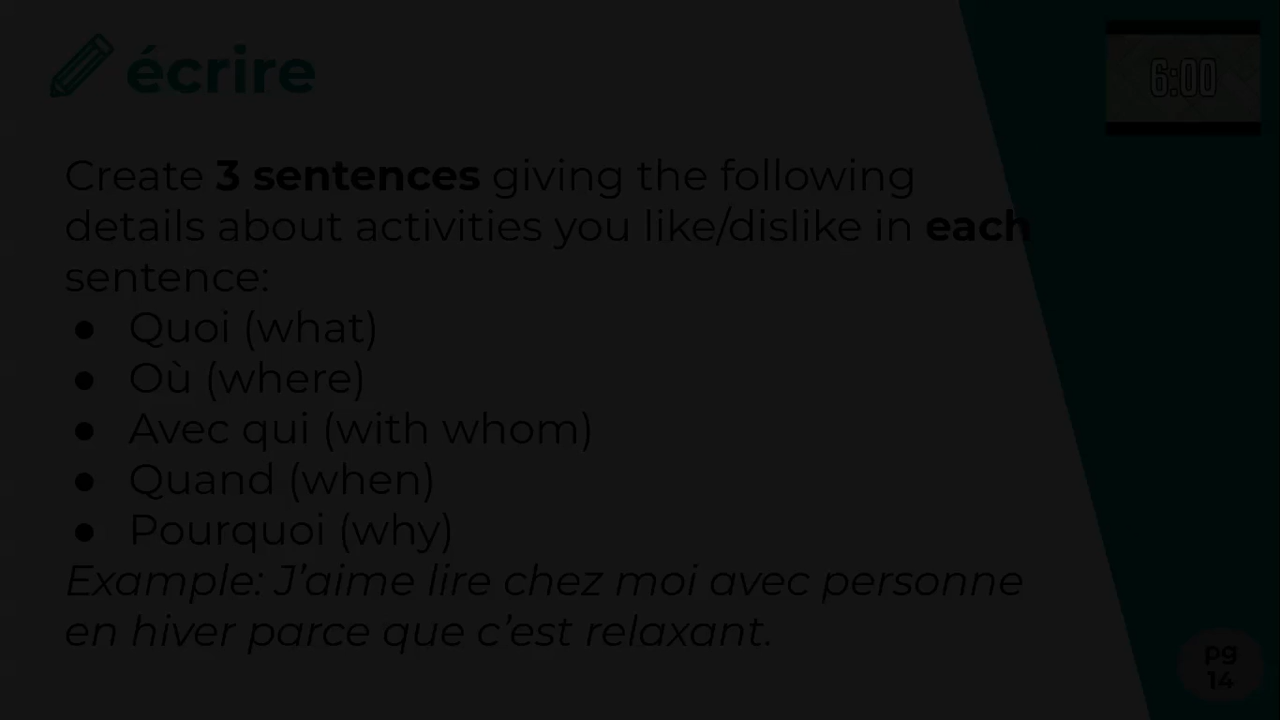 écrire
6:00
Create 3 sentences giving the following
details about activities you like/dislike in each
sentence:
● Quoi (what)
● Où (where)
● Avec qui (with whom)
● Quand (when)
● Pourquoi (why)
Example: J’aime lire chez moi avec personne
en hiver parce que c’est relaxant.
pg
14